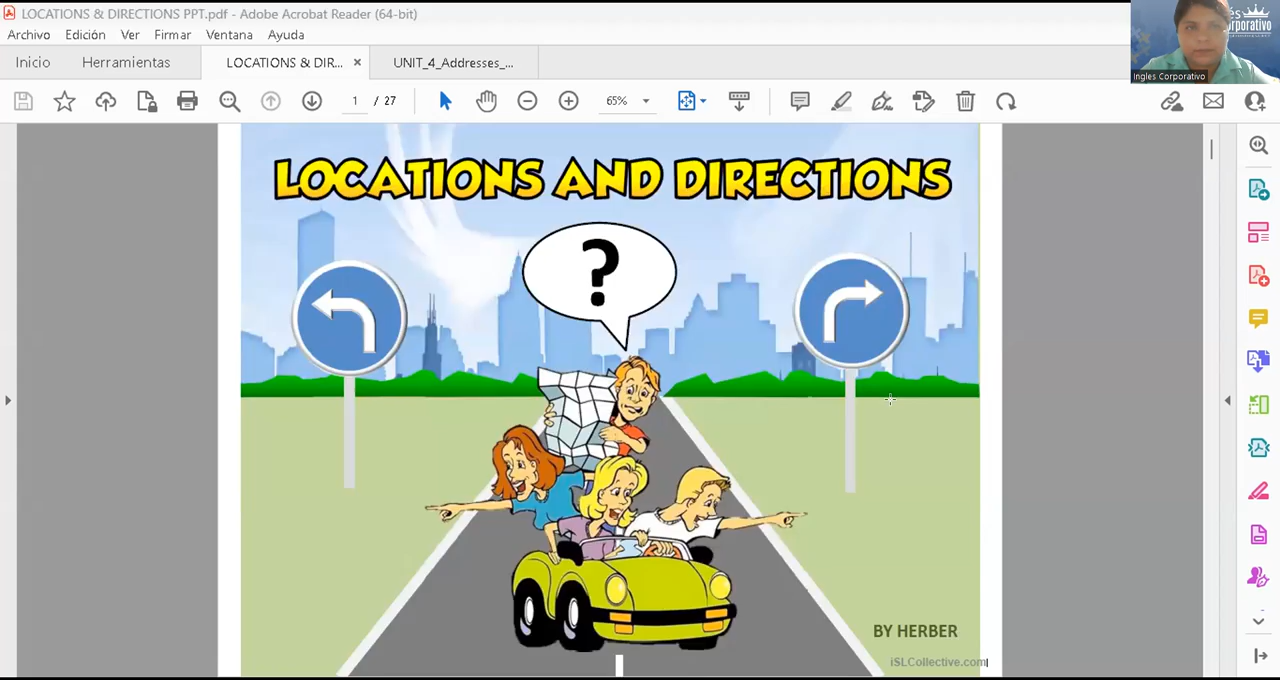 LOCATIONS & DIRECTIONS PPT.pdf - Adobe Acrobat Reader (64-bit)
Archivo Edición Ver Firmar Ventana Ayuda
Inicio Herramientas LOCATIONS & DIR... × UNIT_4_Addresses_...
1 / 27 65%
LOCATIONS AND DIRECTIONS
?
BY HERBER
iSLCollective.com
Ingles Corporativo